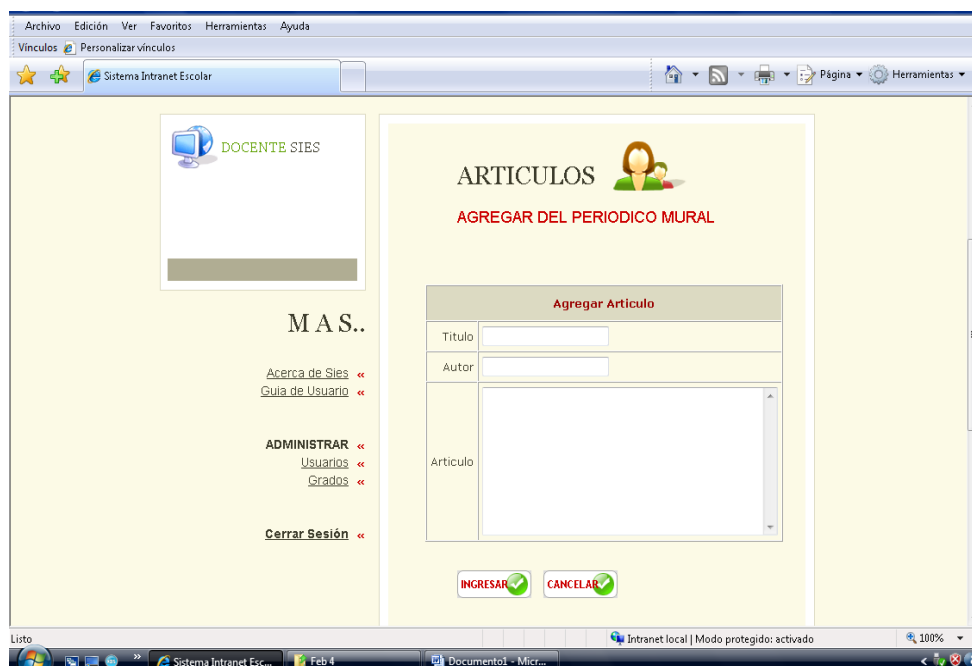 Archivo Edición Ver Favoritos Herramientas Ayuda
Vínculos Personalizar vínculos
Sistema Intranet Escolar
Página Herramientas
DOCENTE SIES
ARTICULOS
AGREGAR DEL PERIODICO MURAL
M A S..
Acerca de Sies «
Guia de Usuario «
ADMINISTRAR «
Usuarios «
Grados «
Cerrar Sesión «
Agregar Articulo
Titulo
Autor
Articulo
INGRESAR CANCELAR
Listo Intranet local | Modo protegido: activado 100%
» Sistema Intranet Esc... Feb 4 Documento1 - Micr... <